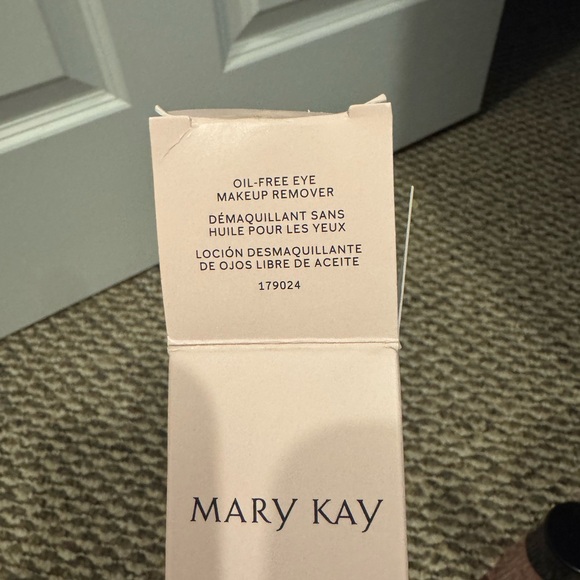 OIL-FREE EYE
MAKEUP REMOVER
DÉMAQUILLANT SANS
HUILE POUR LES YEUX
LOCIÓN DESMAQUILLANTE
DE OJOS LIBRE DE ACEITE
179024
MARY KAY